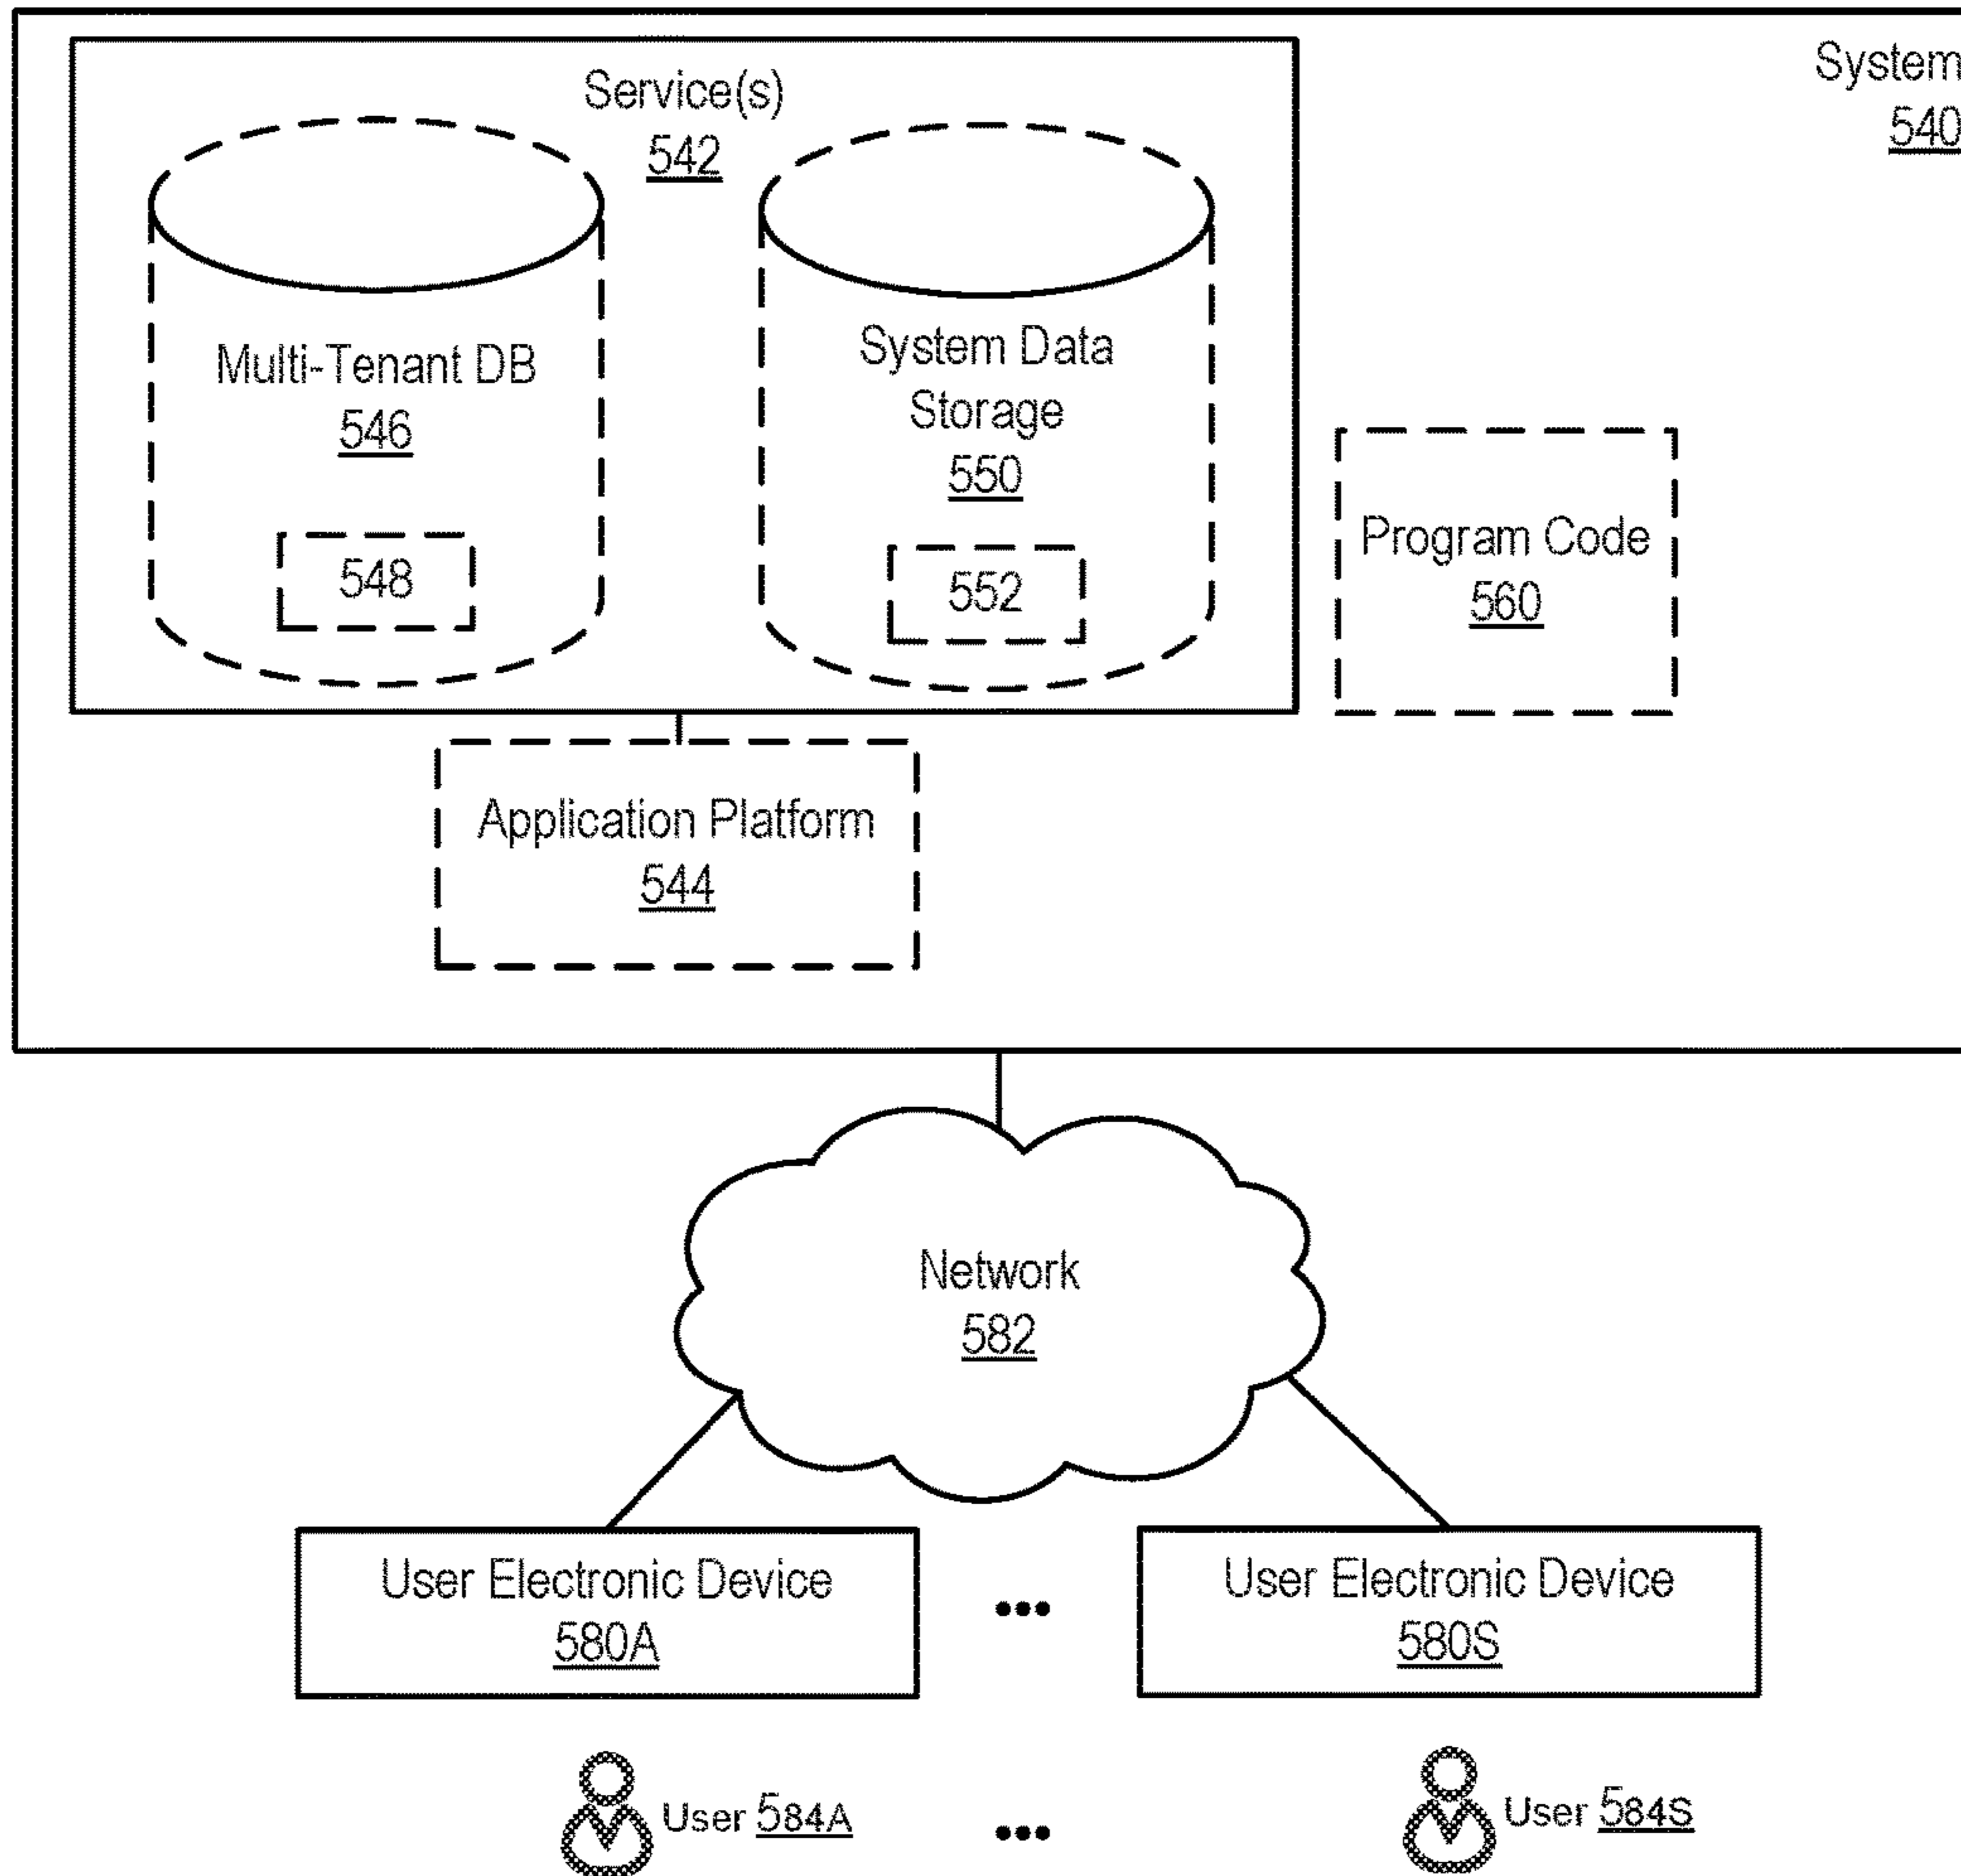 System
540
Service(s)
542
Multi-Tenant DB
546
548
System Data
Storage
550
552
Program Code
560
Application Platform
544
Network
582
User Electronic Device
580A
•••
User Electronic Device
580S
User 584A
•••
User 584S